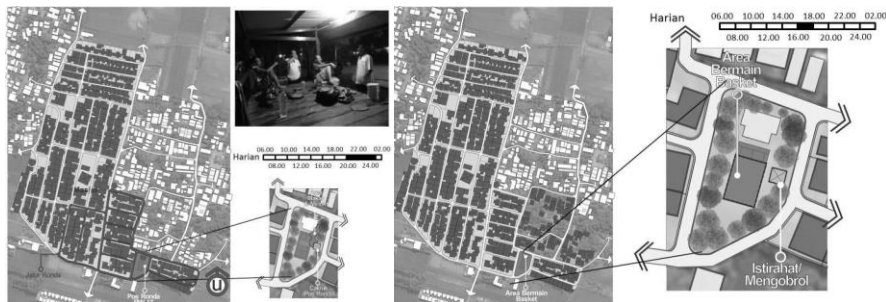 Harian
06.00 10.00 14.00 18.00 22.00 02.00
08.00 12.00 16.00 20.00 24.00
Jalur Ronda
Pos Ronda
U
Harian
06.00 10.00 14.00 18.00 22.00 02.00
08.00 12.00 16.00 20.00 24.00
Area
Bermain
Basket
Istirahat/
Mengobrol
Area Bermain
Basket